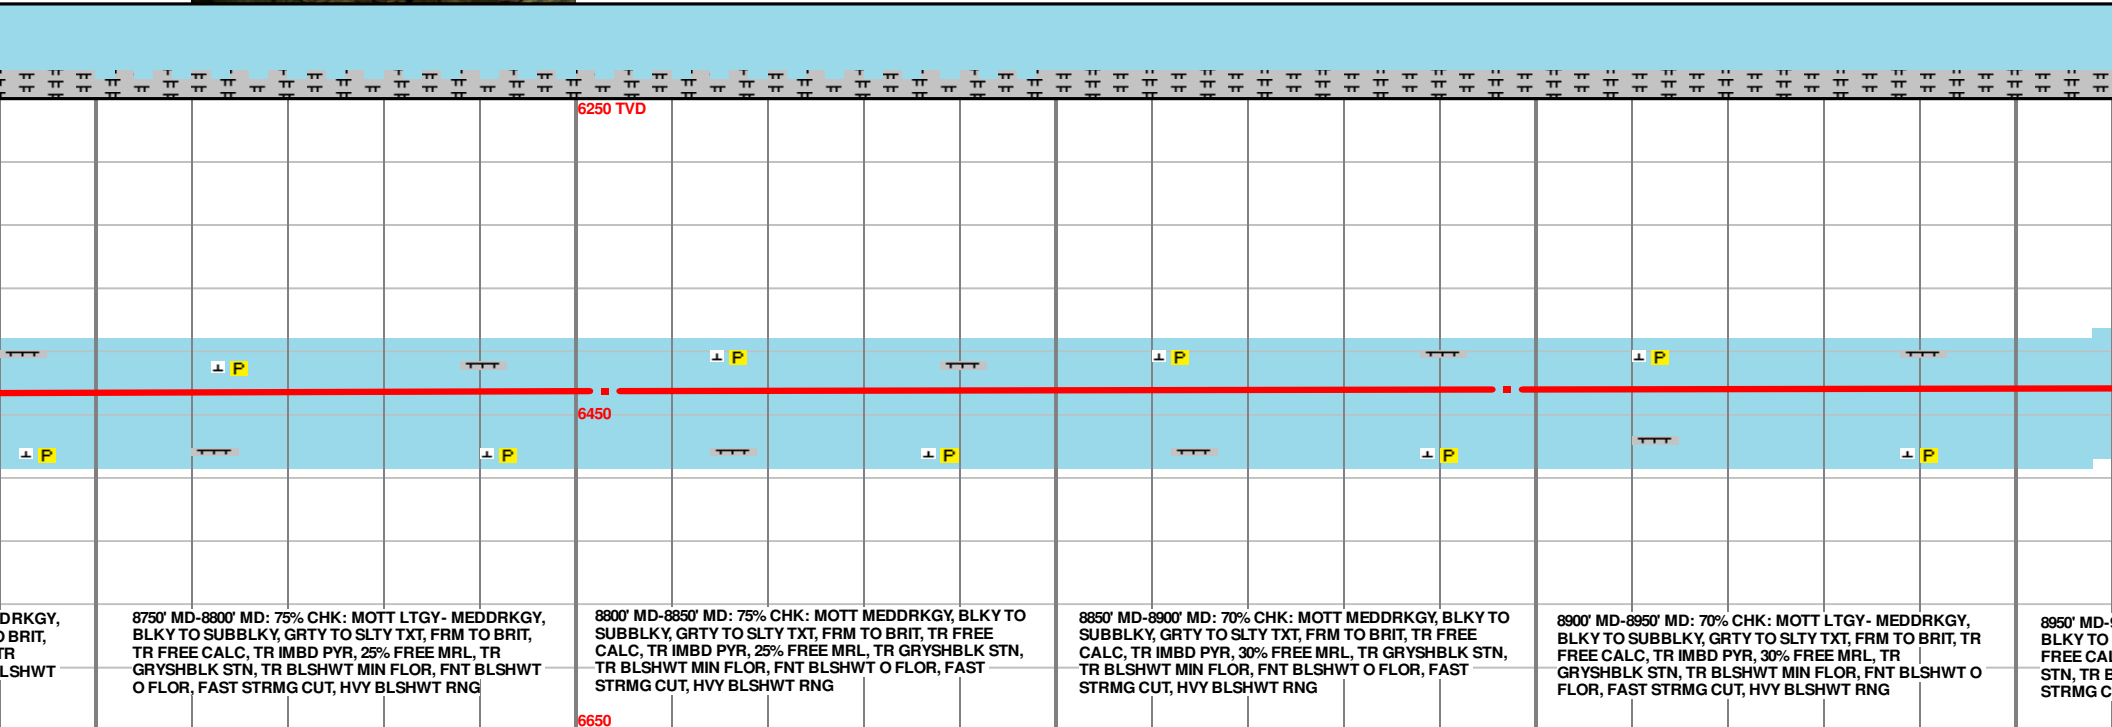 6250 TVD
P
P
P
P
P
6450
P
P
P
P
DRKGY,
BRIT,
TR
LSHWT
8750' MD-8800' MD: 75% CHK: MOTT LTGY- MEDDRKGY,
BLKY TO SUBBLKY, GRTY TO SLTY TXT, FRM TO BRIT,
TR FREE CALC, TR IMBD PYR, 25% FREE MRL, TR
GRYSHBLK STN, TR BLSHWT MIN FLOR, FNT BLSHWT
O FLOR, FAST STRMG CUT, HVY BLSHWT RNG
8800' MD-8850' MD: 75% CHK: MOTT MEDDRKGY, BLKY TO
SUBBLKY, GRTY TO SLTY TXT, FRM TO BRIT, TR FREE
CALC, TR IMBD PYR, 25% FREE MRL, TR GRYSHBLK STN,
TR BLSHWT MIN FLOR, FNT BLSHWT O FLOR, FAST
STRMG CUT, HVY BLSHWT RNG
8850' MD-8900' MD: 70% CHK: MOTT MEDDRKGY, BLKY TO
SUBBLKY, GRTY TO SLTY TXT, FRM TO BRIT, TR FREE
CALC, TR IMBD PYR, 30% FREE MRL, TR GRYSHBLK STN,
TR BLSHWT MIN FLOR, FNT BLSHWT O FLOR, FAST
STRMG CUT, HVY BLSHWT RNG
8900' MD-8950' MD: 70% CHK: MOTT LTGY- MEDDRKGY,
BLKY TO SUBBLKY, GRTY TO SLTY TXT, FRM TO BRIT, TR
FREE CALC, TR IMBD PYR, 30% FREE MRL, TR
GRYSHBLK STN, TR BLSHWT MIN FLOR, FNT BLSHWT O
FLOR, FAST STRMG CUT, HVY BLSHWT RNG
8950' MD-
BLKY TO
FREE CAL
STN, TR B
STRMG C
6650